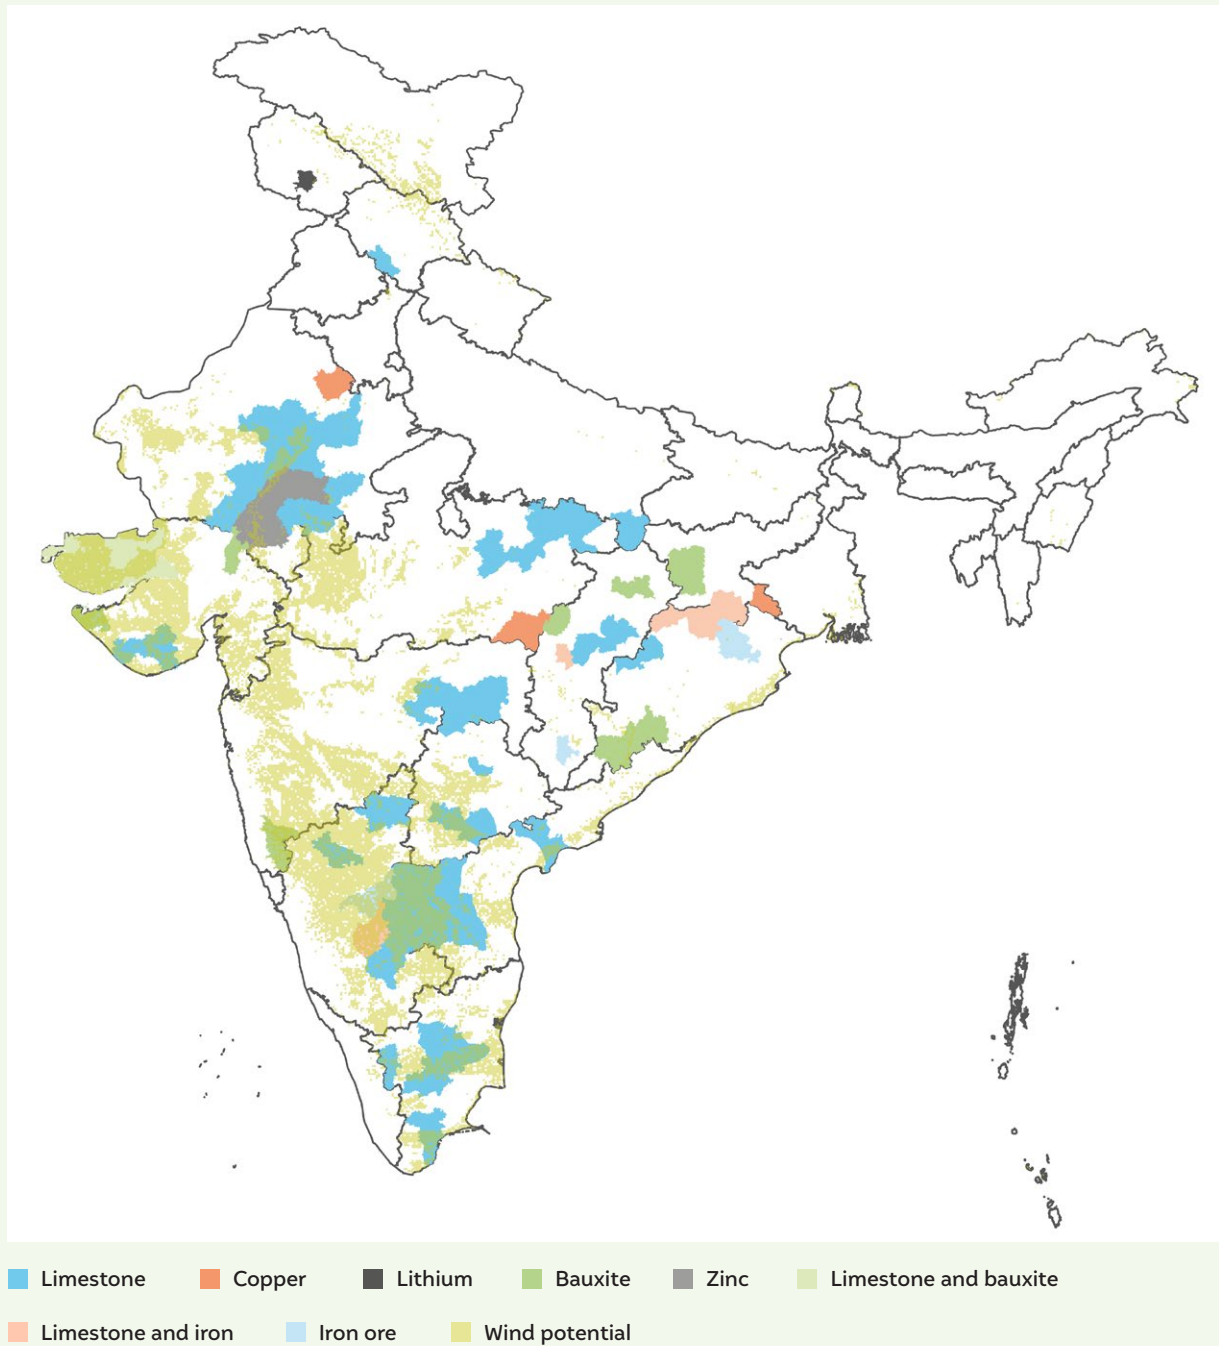 Limestone Copper Lithium Bauxite Zinc Limestone and bauxite
Limestone and iron Iron ore Wind potential